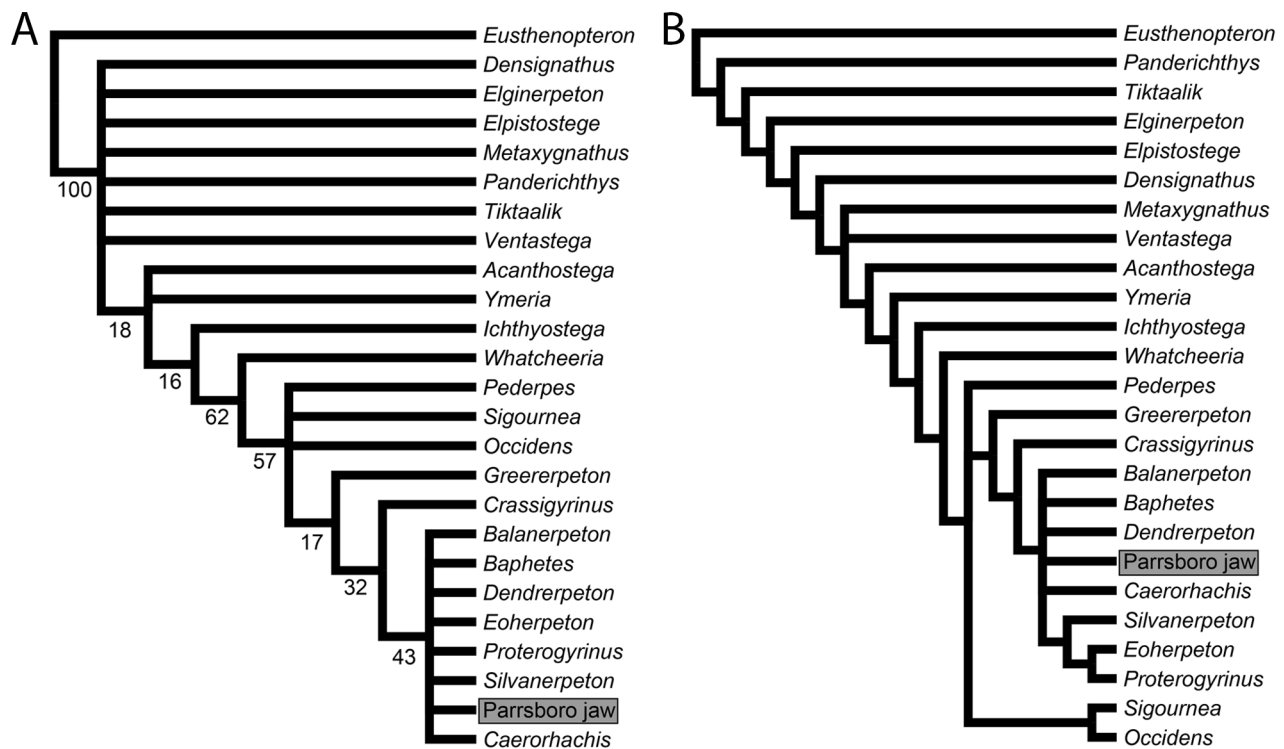 A
Eusthenopteron
Densignathus
Elginerpeton
Elpistostege
Metaxygnathus
Panderichthys
Tiktaalik
Ventastega
Acanthostega
Ymeria
Ichthyostega
Whatcheeria
Pederpes
Sigournea
Occidens
Greererpeton
Crassigyrinus
Balanerpeton
Baphetes
Dendrerpeton
Eoherpeton
Proterogyrinus
Silvanerpeton
Parrsboro jaw
Caerorhachis
100
18
16
62
57
17
32
43
B
Eusthenopteron
Panderichthys
Tiktaalik
Elginerpeton
Elpistostege
Densignathus
Metaxygnathus
Ventastega
Acanthostega
Ymeria
Ichthyostega
Whatcheeria
Pederpes
Greererpeton
Crassigyrinus
Balanerpeton
Baphetes
Dendrerpeton
Parrsboro jaw
Caerorhachis
Silvanerpeton
Eoherpeton
Proterogyrinus
Sigournea
Occidens